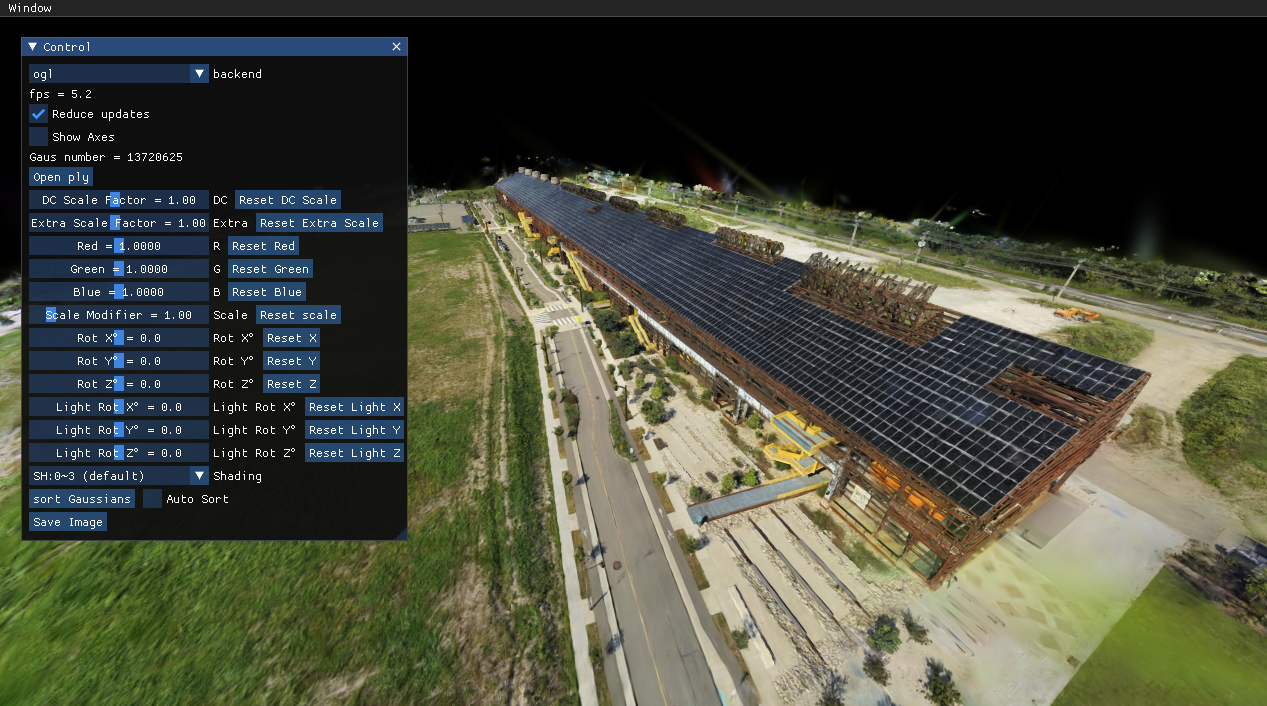 Window
Control
ogl backend
fps = 5.2
Reduce updates
Show Axes
Gaus number = 13720625
Open ply
DC Scale Factor = 1.00 DC Reset DC Scale
Extra Scale Factor = 1.00 Extra Reset Extra Scale
Red = 1.0000 R Reset Red
Green = 1.0000 G Reset Green
Blue = 1.0000 B Reset Blue
Scale Modifier = 1.00 Scale Reset scale
Rot X° = 0.0 Rot X° Reset X
Rot Y° = 0.0 Rot Y° Reset Y
Rot Z° = 0.0 Rot Z° Reset Z
Light Rot X° = 0.0 Light Rot X° Reset Light X
Light Rot Y° = 0.0 Light Rot Y° Reset Light Y
Light Rot Z° = 0.0 Light Rot Z° Reset Light Z
SH:0~3 (default) Shading
sort Gaussians Auto Sort
Save Image